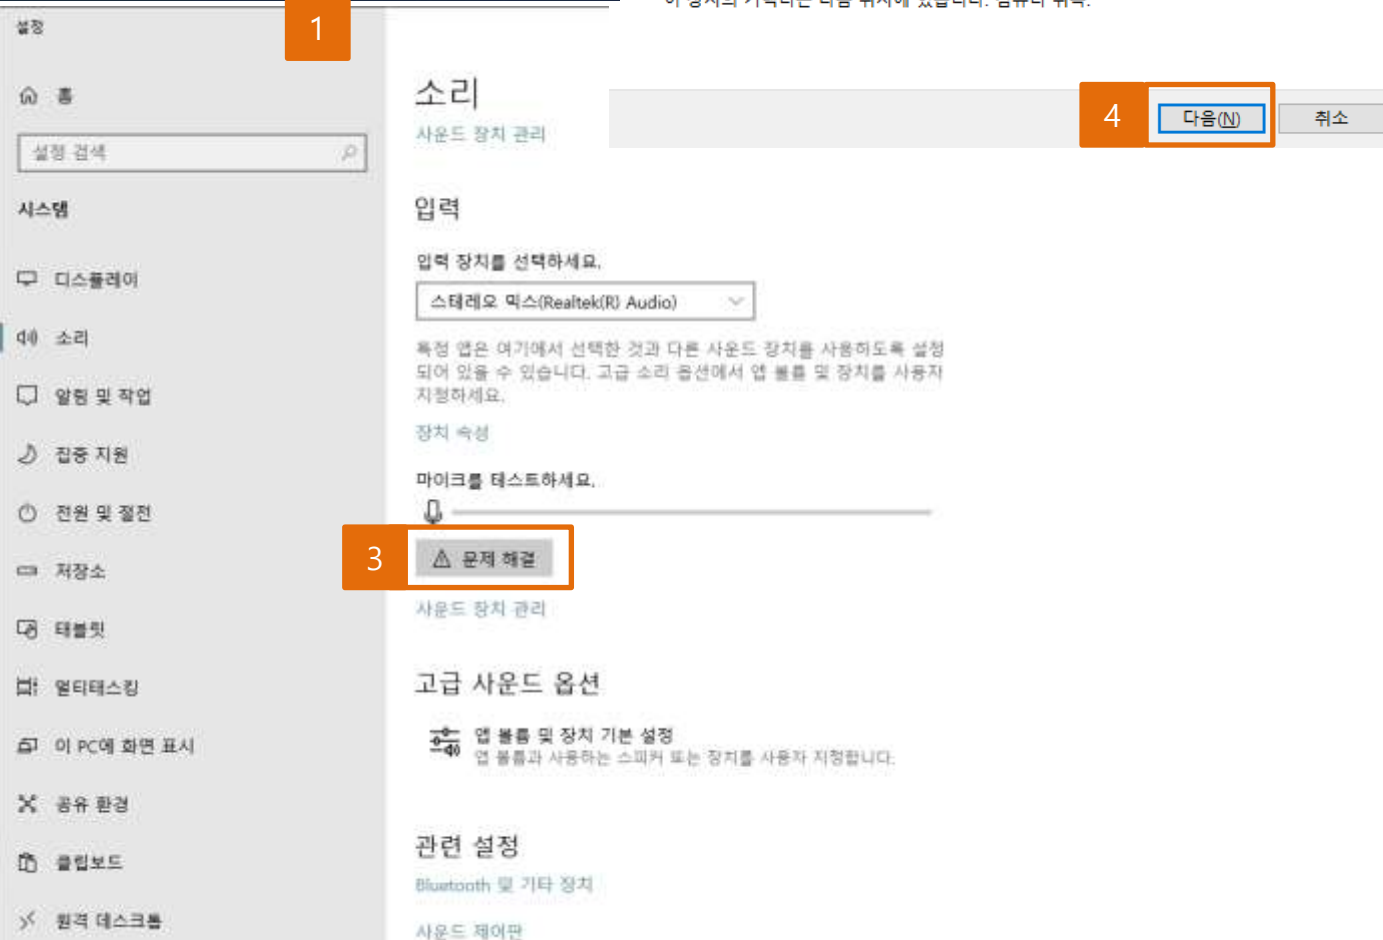 설정
1
홈
설정 검색
시스템
디스플레이
소리
알림 및 작업
집중 지원
전원 및 절전
저장소
태블릿
멀티태스킹
이 PC에 화면 표시
공유 환경
클립보드
원격 데스크톱
소리
사운드 장치 관리
입력
입력 장치를 선택하세요.
스테레오 믹스(Realtek(R) Audio)
특정 앱은 여기에서 선택한 것과 다른 사운드 장치를 사용하도록 설정
되어 있을 수 있습니다. 고급 소리 옵션에서 앱 볼륨 및 장치를 사용자
지정하세요.
장치 속성
마이크를 테스트하세요.
3
문제 해결
사운드 장치 관리
고급 사운드 옵션
앱 볼륨 및 장치 기본 설정
앱 볼륨과 사용하는 스피커 또는 장치를 사용자 지정합니다.
관련 설정
Bluetooth 및 기타 장치
사운드 제어판
4
다음(N)
취소